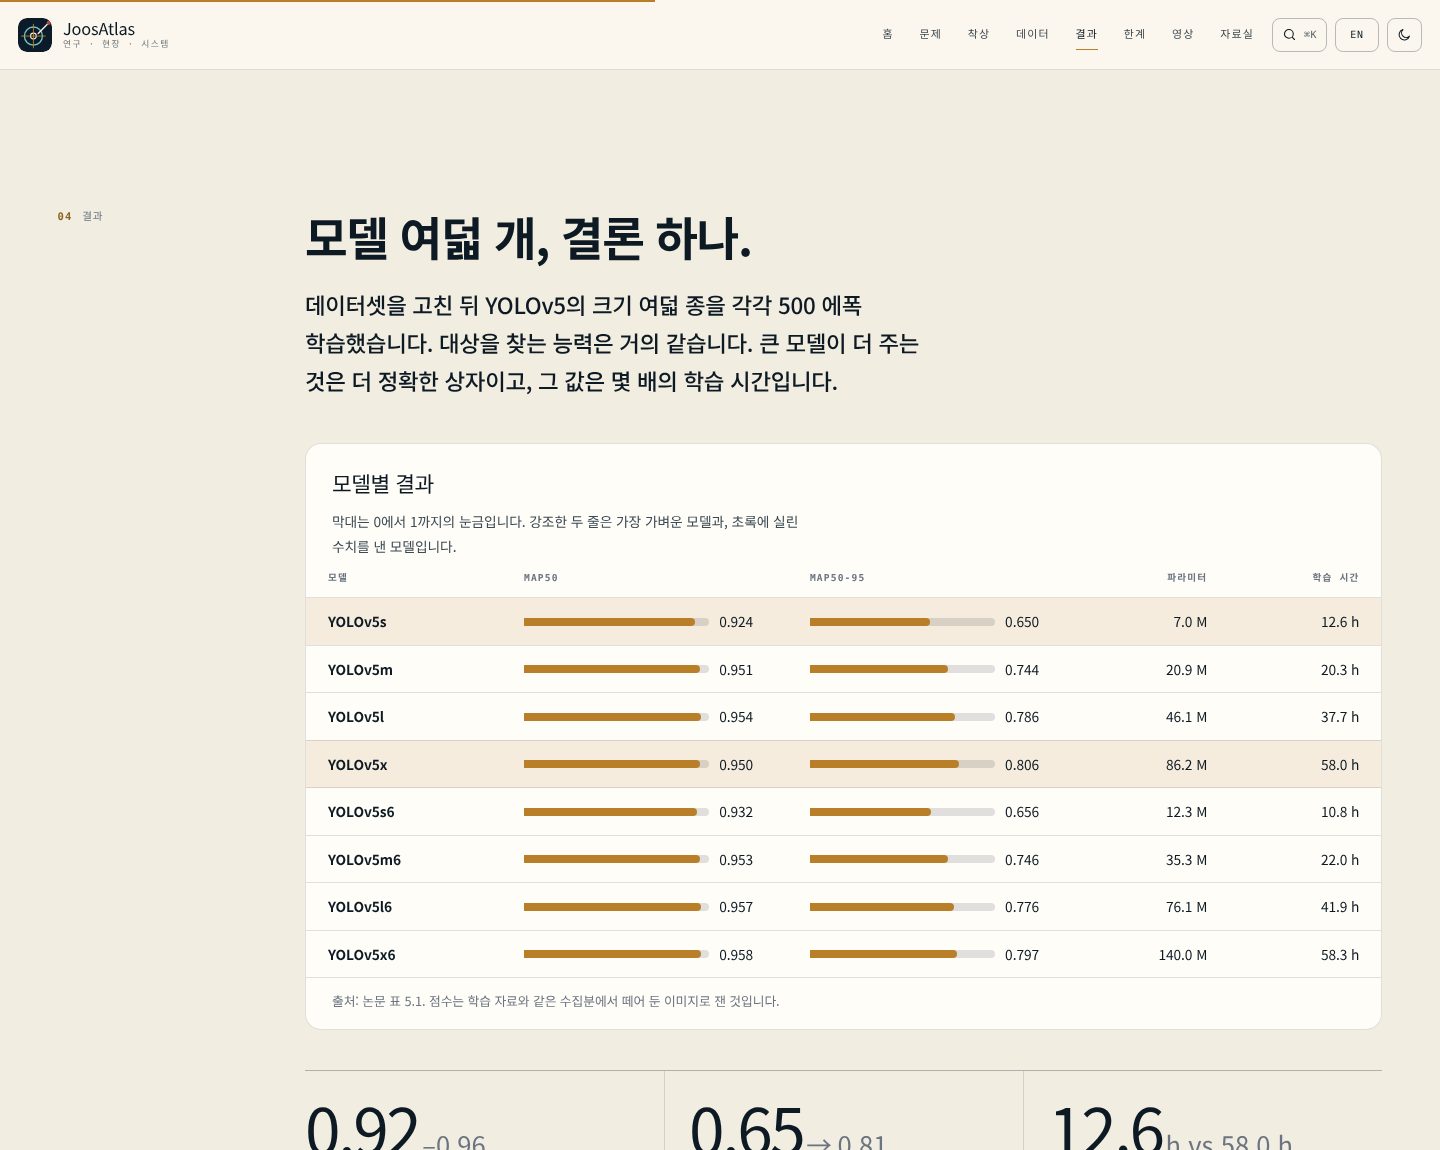 JoosAtlas
연구 · 현장 · 시스템
홈 문제 착상 데이터 결과 한계 영상 자료실 ⌘K EN
04 결과
모델 여덟 개, 결론 하나.
데이터셋을 고친 뒤 YOLOv5의 크기 여덟 종을 각각 500 에폭
학습했습니다. 대상을 찾는 능력은 거의 같습니다. 큰 모델이 더 주는
것은 더 정확한 상자이고, 그 값은 몇 배의 학습 시간입니다.
모델별 결과
막대는 0에서 1까지의 눈금입니다. 강조한 두 줄은 가장 가벼운 모델과, 초록에 실린
수치를 낸 모델입니다.
모델 MAP50 MAP50-95 파라미터 학습 시간
YOLOv5s 0.924 0.650 7.0 M 12.6 h
YOLOv5m 0.951 0.744 20.9 M 20.3 h
YOLOv5l 0.954 0.786 46.1 M 37.7 h
YOLOv5x 0.950 0.806 86.2 M 58.0 h
YOLOv5s6 0.932 0.656 12.3 M 10.8 h
YOLOv5m6 0.953 0.746 35.3 M 22.0 h
YOLOv5l6 0.957 0.776 76.1 M 41.9 h
YOLOv5x6 0.958 0.797 140.0 M 58.3 h
출처: 논문 표 5.1. 점수는 학습 자료와 같은 수집분에서 떼어 둔 이미지로 잰 것입니다.
0.92–0.96 0.65→ 0.81 12.6h vs 58.0 h